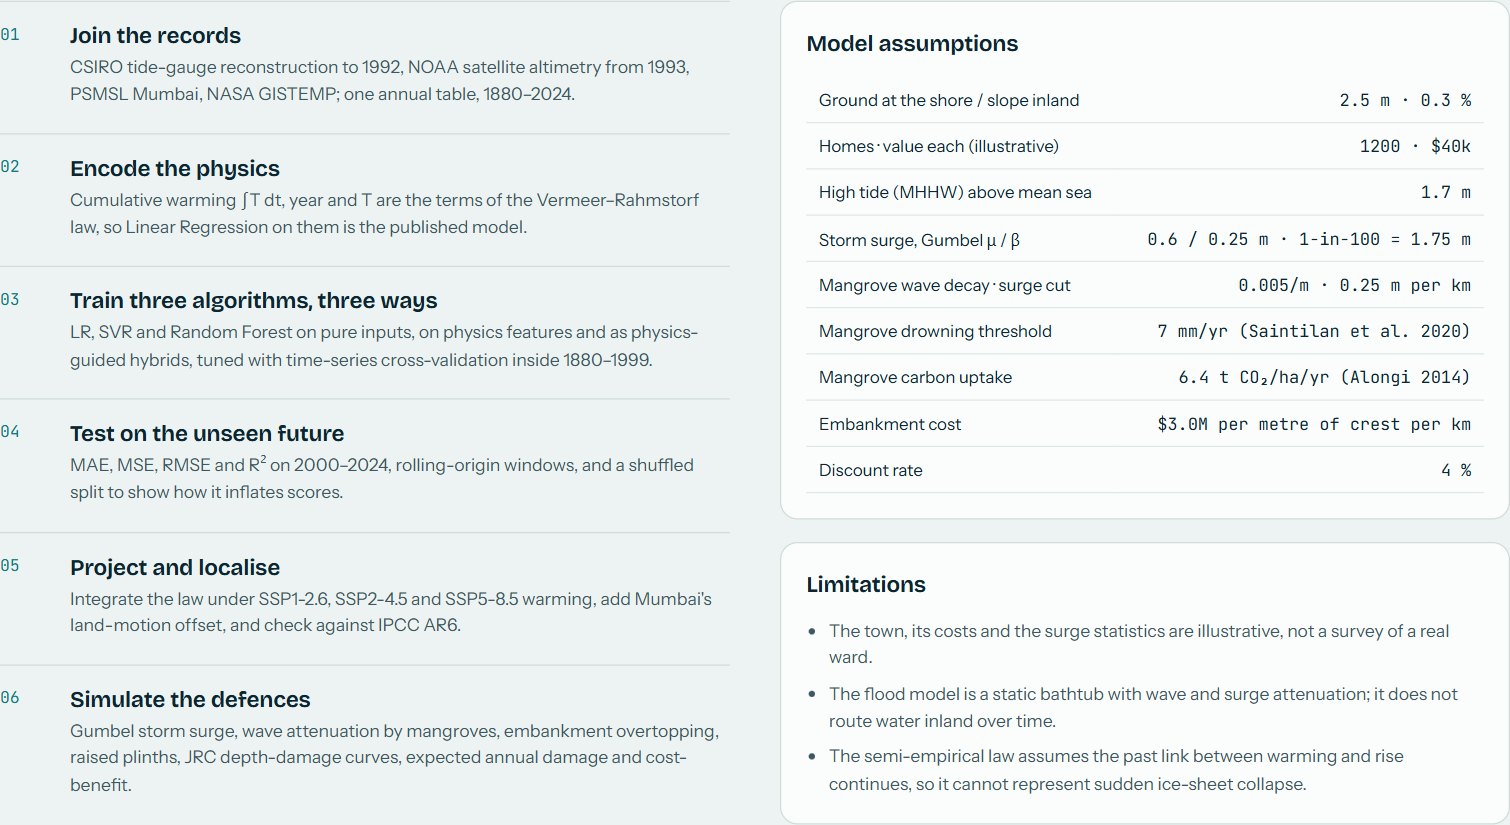 01
Join the records
CSIRO tide-gauge reconstruction to 1992, NOAA satellite altimetry from 1993,
PSMSL Mumbai, NASA GISTEMP; one annual table, 1880–2024.
02
Encode the physics
Cumulative warming ∫T dt, year and T are the terms of the Vermeer–Rahmstorf
law, so Linear Regression on them is the published model.
03
Train three algorithms, three ways
LR, SVR and Random Forest on pure inputs, on physics features and as physics-
guided hybrids, tuned with time-series cross-validation inside 1880–1999.
04
Test on the unseen future
MAE, MSE, RMSE and R² on 2000–2024, rolling-origin windows, and a shuffled
split to show how it inflates scores.
05
Project and localise
Integrate the law under SSP1-2.6, SSP2-4.5 and SSP5-8.5 warming, add Mumbai's
land-motion offset, and check against IPCC AR6.
06
Simulate the defences
Gumbel storm surge, wave attenuation by mangroves, embankment overtopping,
raised plinths, JRC depth-damage curves, expected annual damage and cost-
benefit.
Model assumptions
Ground at the shore / slope inland 2.5 m · 0.3 %
Homes · value each (illustrative) 1200 · $40k
High tide (MHHW) above mean sea 1.7 m
Storm surge, Gumbel μ / β 0.6 / 0.25 m · 1-in-100 = 1.75 m
Mangrove wave decay · surge cut 0.005/m · 0.25 m per km
Mangrove drowning threshold 7 mm/yr (Saintilan et al. 2020)
Mangrove carbon uptake 6.4 t CO₂/ha/yr (Alongi 2014)
Embankment cost $3.0M per metre of crest per km
Discount rate 4 %
Limitations
• The town, its costs and the surge statistics are illustrative, not a survey of a real
ward.
• The flood model is a static bathtub with wave and surge attenuation; it does not
route water inland over time.
• The semi-empirical law assumes the past link between warming and rise
continues, so it cannot represent sudden ice-sheet collapse.